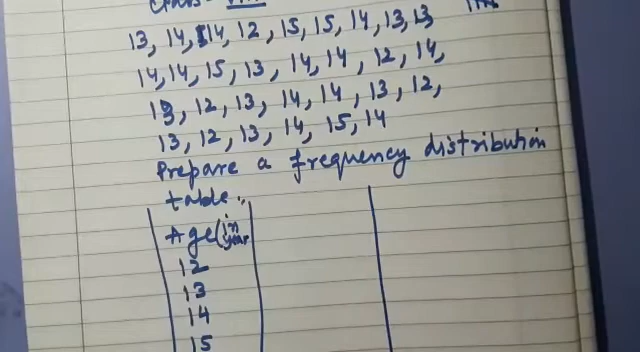 13, 14, 14, 12, 15, 15, 14, 13, 13,
14, 14, 15, 13, 14, 14, 12, 14,
13, 12, 13, 14, 14, 13, 12,
13, 12, 13, 14, 15, 14
Prepare a frequency distribution
table :
Age (in year
12
13
14
15